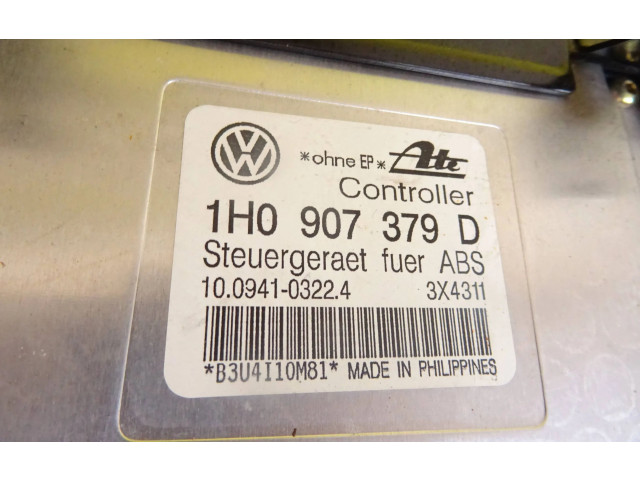 VW *ohne EP* Ate
Controller
1H0 907 379 D
Steuergeraet fuer ABS
10.0941-0322.4 3X4311
*B3U4I10M81* MADE IN PHILIPPINES